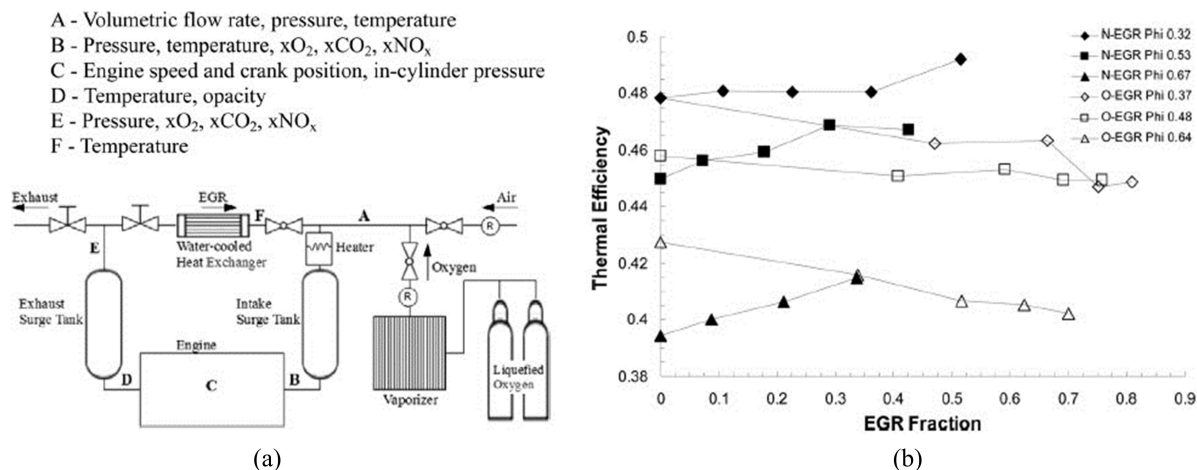 A - Volumetric flow rate, pressure, temperature
B - Pressure, temperature, xO₂, xCO₂, xNOₓ
C - Engine speed and crank position, in-cylinder pressure
D - Temperature, opacity
E - Pressure, xO₂, xCO₂, xNOₓ
F - Temperature
Exhaust
EGR
F
A
Air
R
E
Water-cooled
Heat Exchanger
Heater
Oxygen
R
Exhaust
Surge Tank
Intake
Surge Tank
Engine
D
C
B
Vaporizer
Liquefied
Oxygen
(a)
N-EGR Phi 0.32
N-EGR Phi 0.53
N-EGR Phi 0.67
O-EGR Phi 0.37
O-EGR Phi 0.48
O-EGR Phi 0.64
Thermal Efficiency
0.5
0.48
0.46
0.44
0.42
0.4
0.38
0 0.1 0.2 0.3 0.4 0.5 0.6 0.7 0.8 0.9
EGR Fraction
(b)